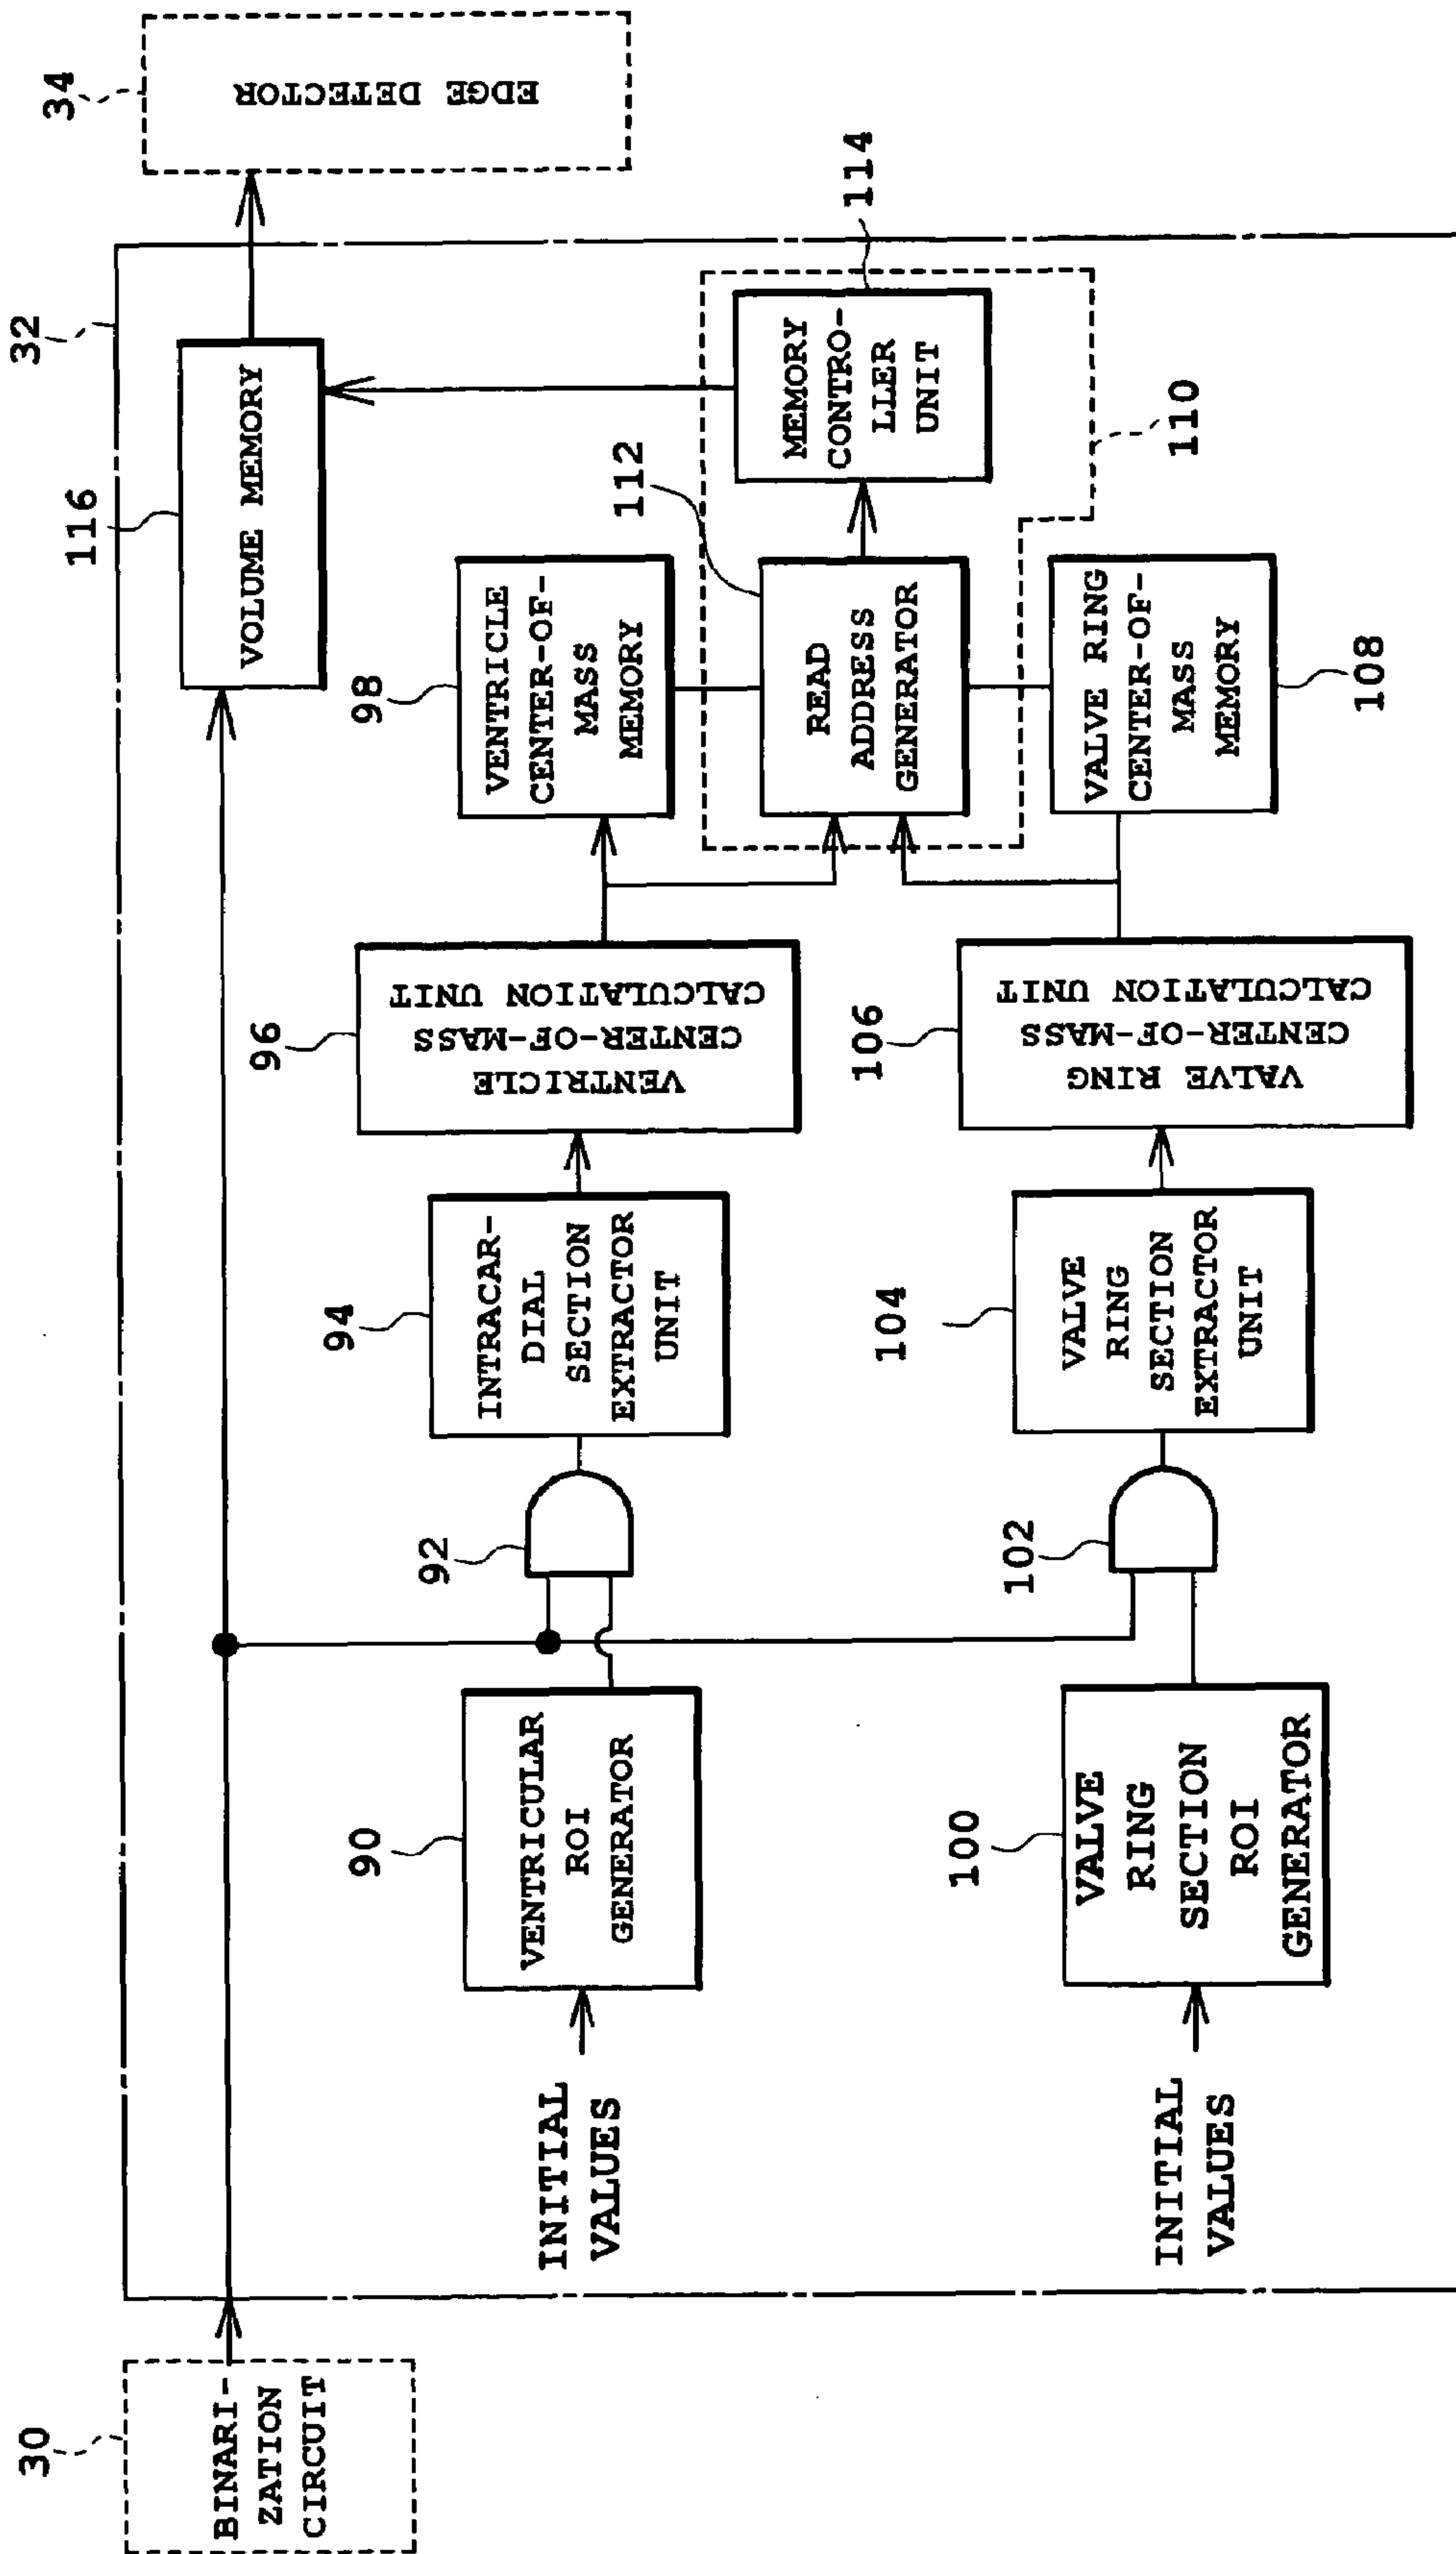 30
BINARI-
ZATION
CIRCUIT
32
116
VOLUME MEMORY
34
EDGE DETECTOR
INITIAL
VALUES
90
VENTRICULAR
ROI
GENERATOR
92
94
INTRACAR-
DIAL
SECTION
EXTRACTOR
UNIT
96
VENTRICLE
CENTER-OF-MASS
CALCULATION UNIT
98
VENTRICLE
CENTER-OF-
MASS
MEMORY
112
READ
ADDRESS
GENERATOR
114
MEMORY
CONTRO-
LLER
UNIT
110
INITIAL
VALUES
100
VALVE
RING
SECTION
ROI
GENERATOR
102
104
VALVE
RING
SECTION
EXTRACTOR
UNIT
106
VALVE RING
CENTER-OF-MASS
CALCULATION UNIT
VALVE RING
CENTER-OF-
MASS
MEMORY
108